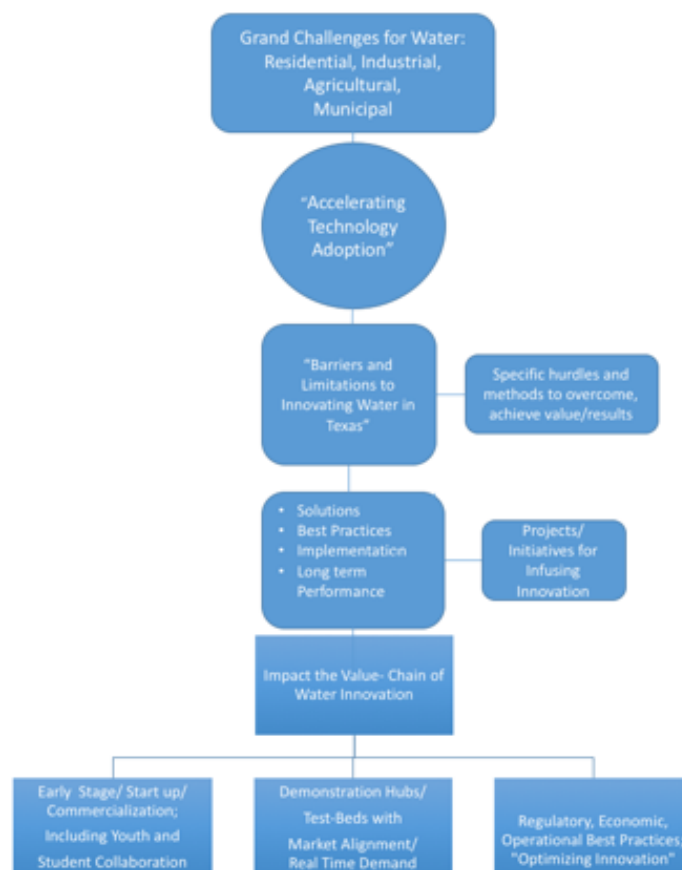 Grand Challenges for Water:
Residential, Industrial,
Agricultural,
Municipal
"Accelerating
Technology
Adoption"
"Barriers and
Limitations to
Innovating Water in
Texas"
Specific hurdles and
methods to overcome,
achieve value/results
• Solutions
• Best Practices
• Implementation
• Long term
Performance
Projects/
Initiatives for
Infusing
Innovation
Impact the Value- Chain of
Water Innovation
Early Stage/ Start up/
Commercialization;
Including Youth and
Student Collaboration
Demonstration Hubs/
Test-Beds with
Market Alignment/
Real Time Demand
Regulatory, Economic,
Operational Best Practices;
"Optimizing Innovation"